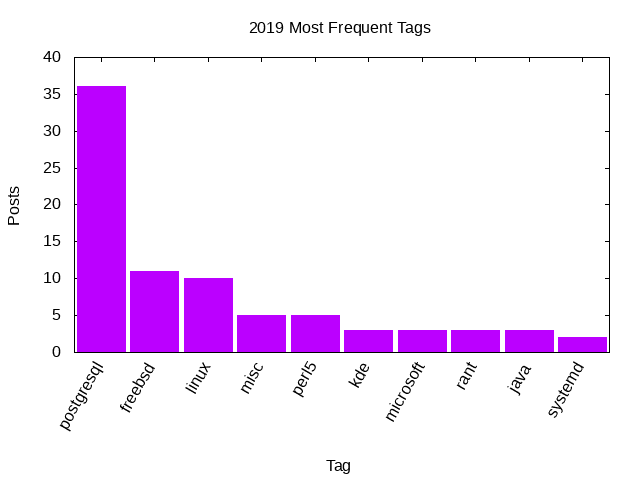 2019 Most Frequent Tags
40
35
30
25
20
15
10
5
0
Posts
postgresql
freebsd
linux
misc
perl5
kde
microsoft
rant
java
systemd
Tag